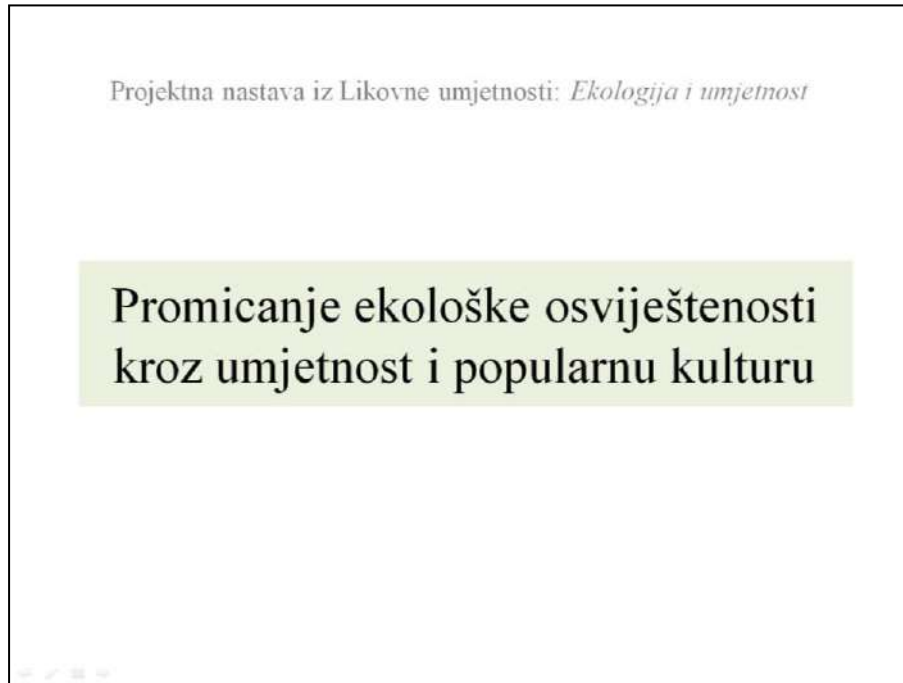 Projektna nastava iz Likovne umjetnosti: Ekologija i umjetnost
Promicanje ekološke osviještenosti
kroz umjetnost i popularnu kulturu